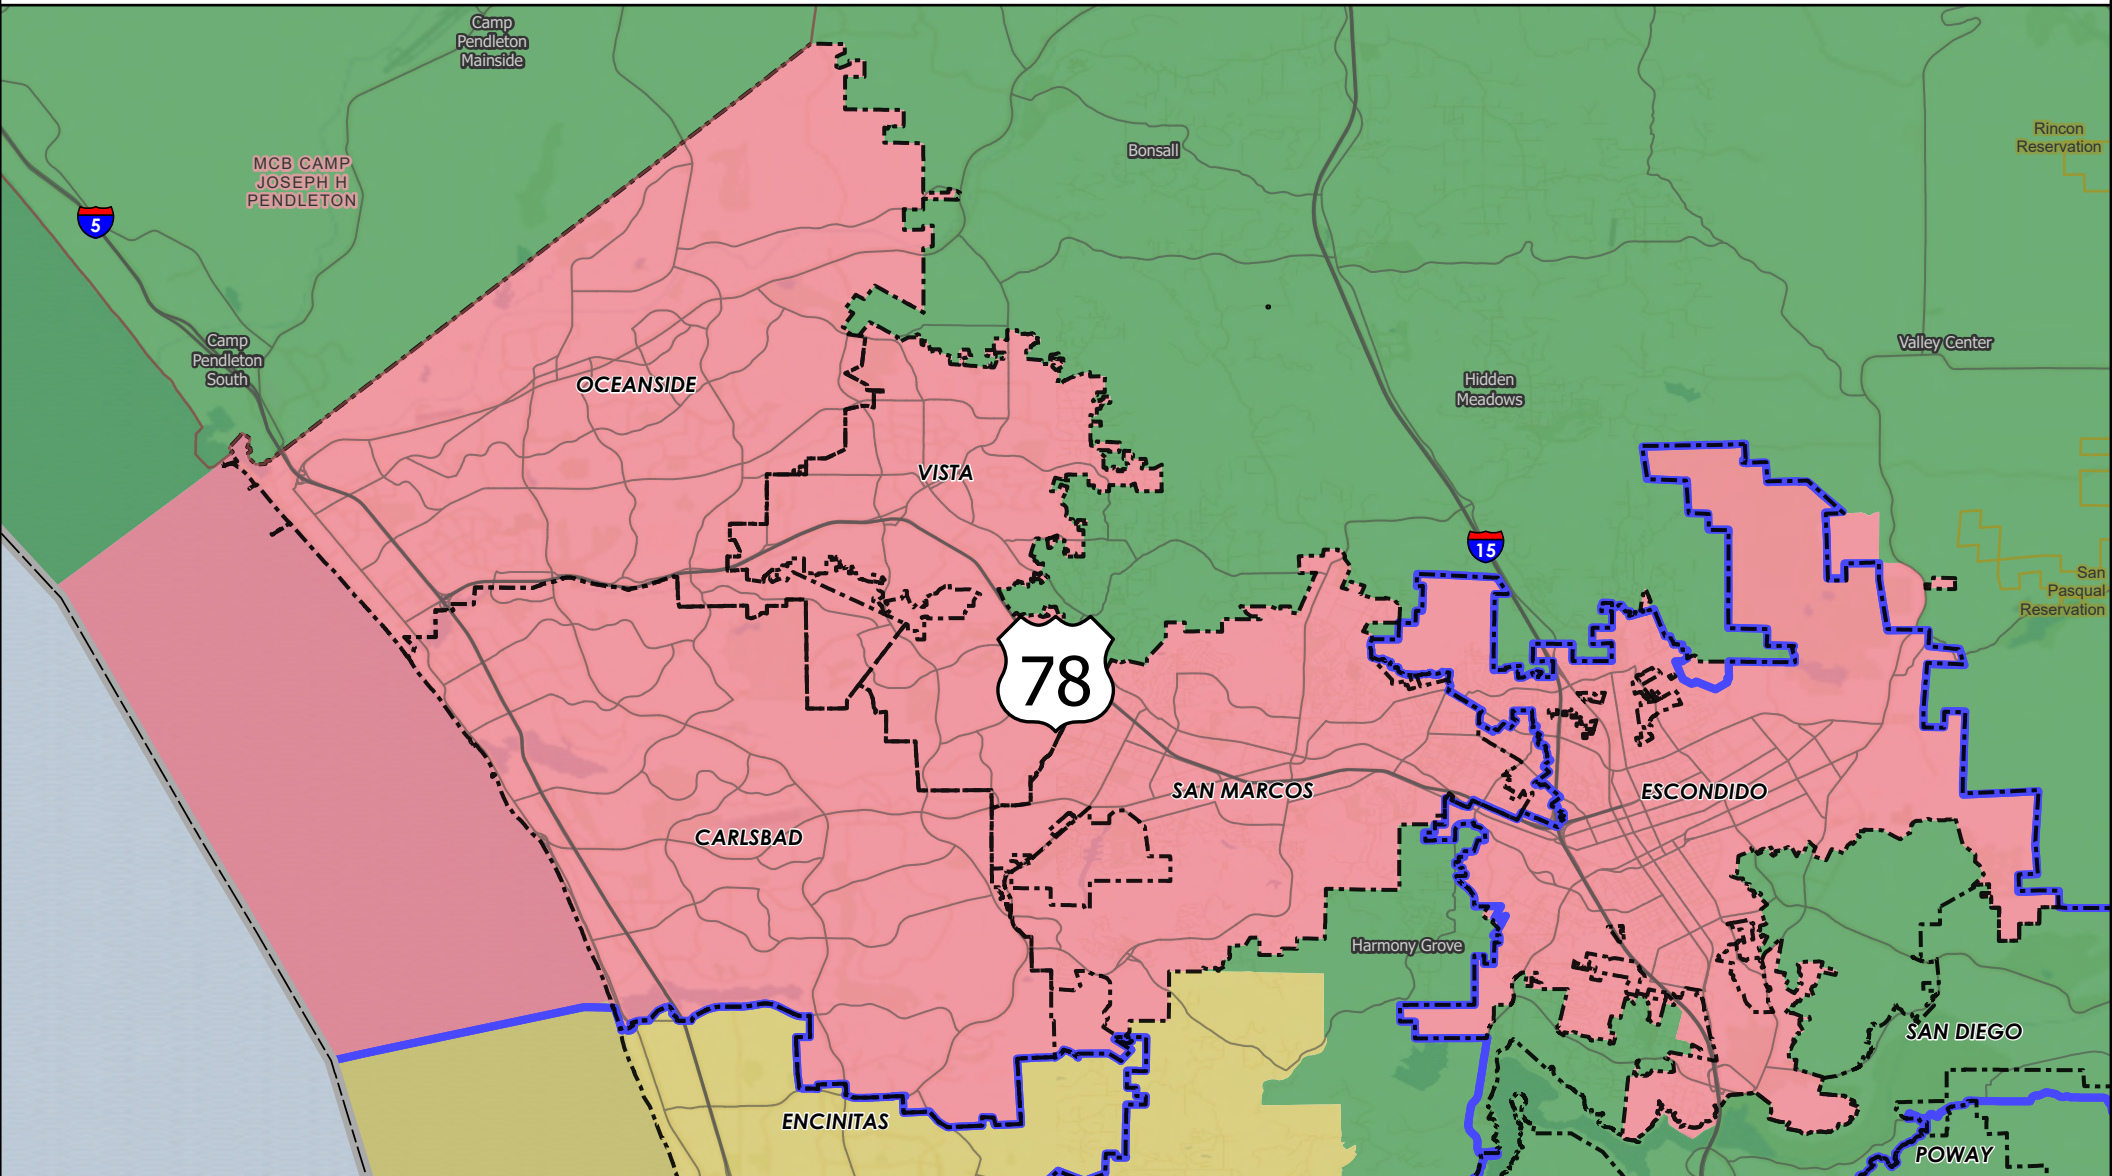 Camp
Pendleton
Mainside
MCB CAMP
JOSEPH H
PENDLETON
Bonsall
Rincon
Reservation
5
Camp
Pendleton
South
Valley Center
OCEANSIDE
Hidden
Meadows
VISTA
15
San
Pasqual
Reservation
78
SAN MARCOS
ESCONDIDO
CARLSBAD
Harmony Grove
SAN DIEGO
ENCINITAS
POWAY